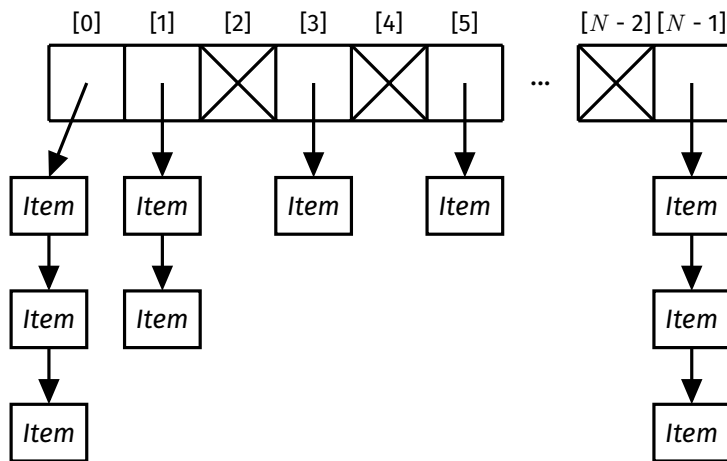 [0] [1] [2] [3] [4] [5] [N - 2] [N - 1]
...
Item Item Item Item Item
Item Item Item
Item Item